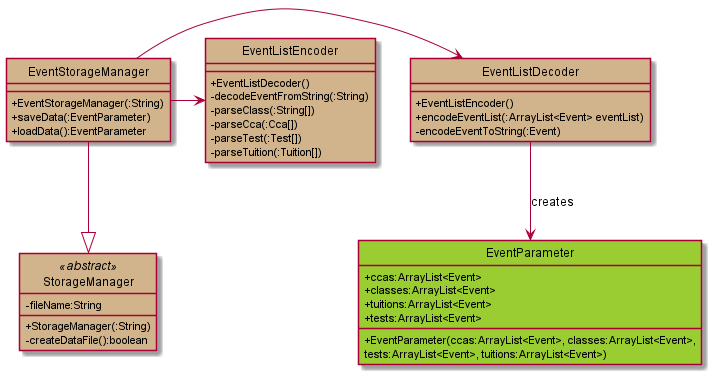 EventStorageManager
+EventStorageManager(:String)
+saveData(:EventParameter)
+loadData():EventParameter
EventListEncoder
+EventListDecoder()
-decodeEventFromString(:String)
-parseClass(:String[])
-parseCca(:Cca[])
-parseTest(:Test[])
-parseTuition(:Tuition[])
EventListDecoder
+EventListEncoder()
+encodeEventList(:ArrayList<Event> eventList)
-encodeEventToString(:Event)
creates
«abstract»
StorageManager
-fileName:String
+StorageManager(:String)
-createDataFile():boolean
EventParameter
+ccas:ArrayList<Event>
+classes:ArrayList<Event>
+tuitions:ArrayList<Event>
+tests:ArrayList<Event>
+EventParameter(ccas:ArrayList<Event>, classes:ArrayList<Event>,
tests:ArrayList<Event>, tuitions:ArrayList<Event>)